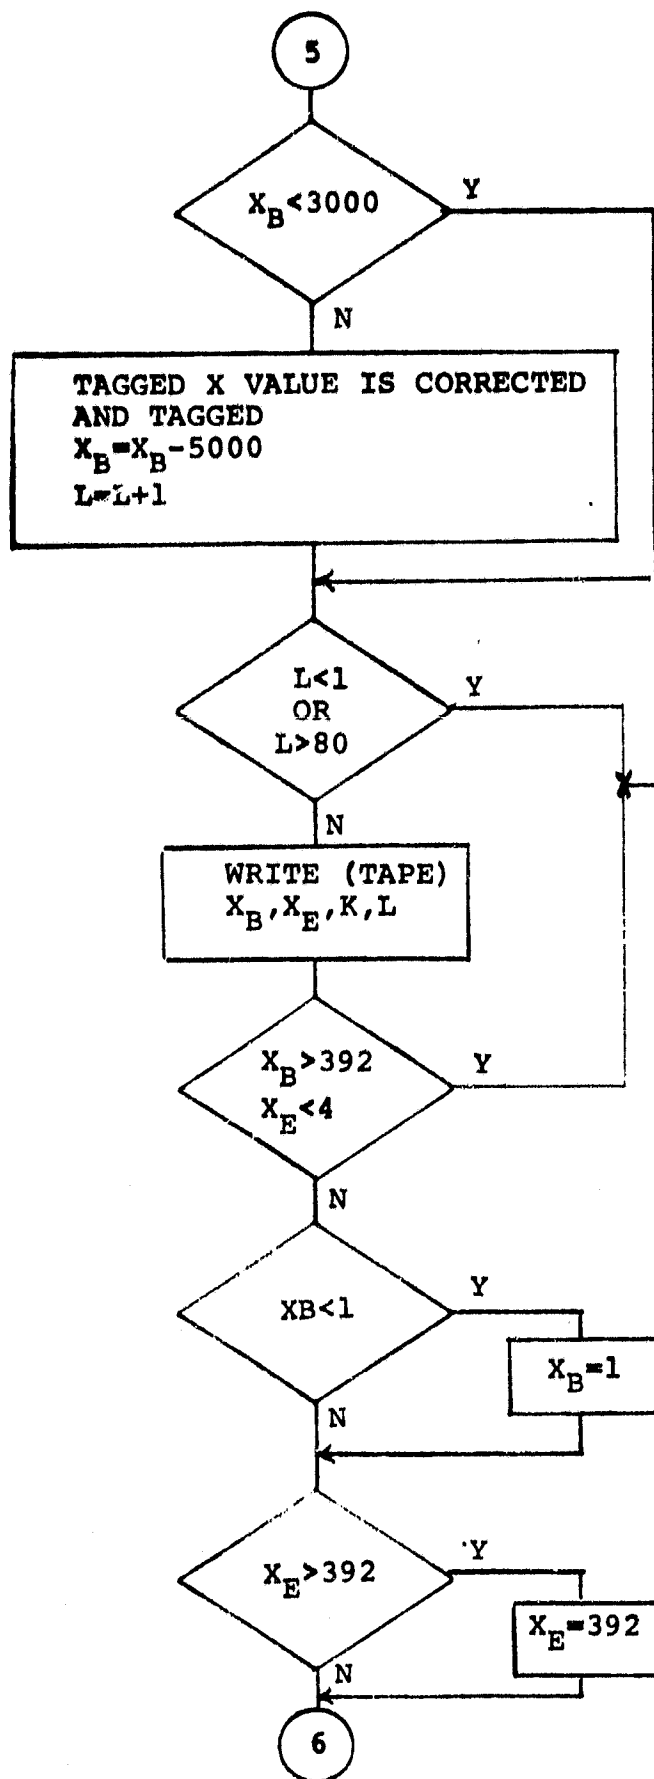 5
X_B<3000
Y
N
TAGGED X VALUE IS CORRECTED
AND TAGGED
X_B=X_B-5000
L=L+1
L<1
OR
L>80
Y
N
WRITE (TAPE)
X_B,X_E,K,L
X_B>392
X_E<4
Y
N
XB<1
Y
X_B=1
N
X_E>392
Y
X_E=392
N
6